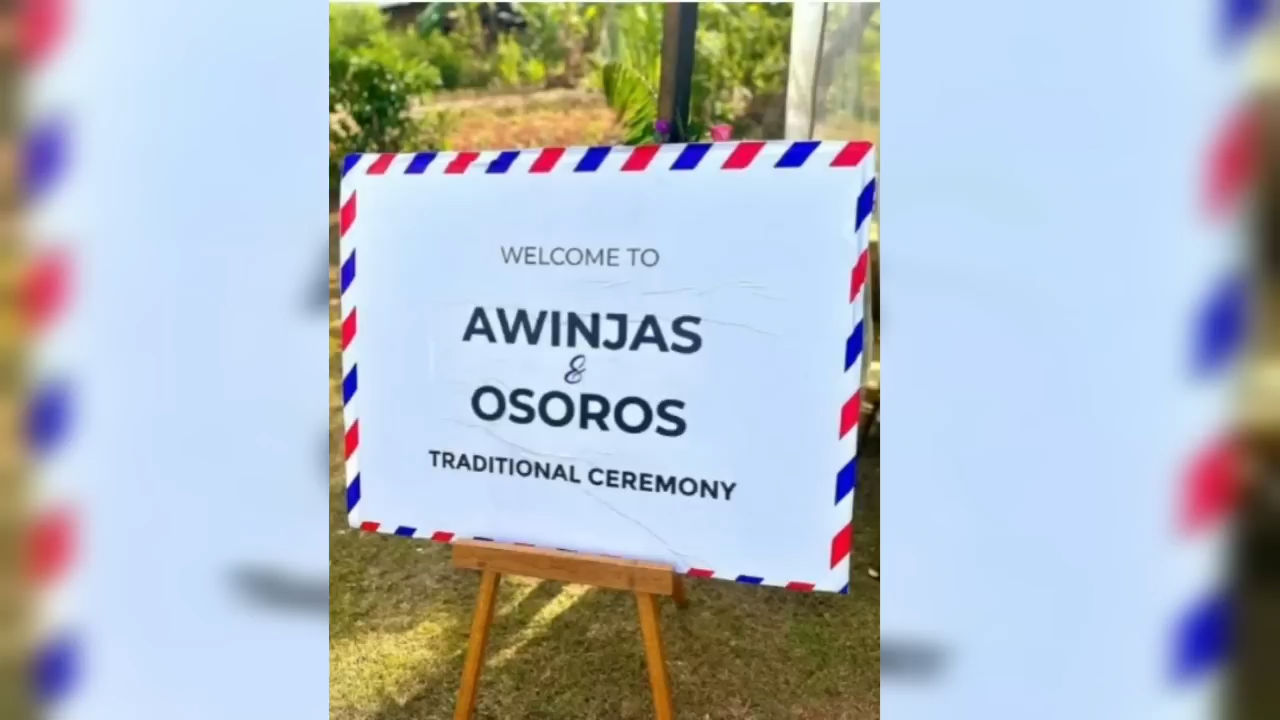 WELCOME TO
AWINJAS
&
OSOROS
TRADITIONAL CEREMONY